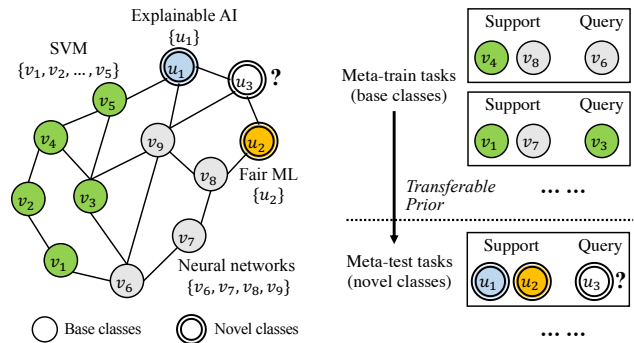 Explainable AI
{u₁}
SVM
{v₁, v₂, ..., v₅}
u₁
u₃
?
v₅
v₄
v₉
u₂
Fair ML
{u₂}
v₈
v₂
v₃
v₇
v₁
v₆
Neural networks
{v₆, v₇, v₈, v₉}
Base classes
Novel classes
Meta-train tasks
(base classes)
Support Query
v₄ v₈ v₆
Support Query
v₁ v₇ v₃
... ...
Transferable
Prior
Meta-test tasks
(novel classes)
Support Query
u₁ u₂ u₃ ?
... ...